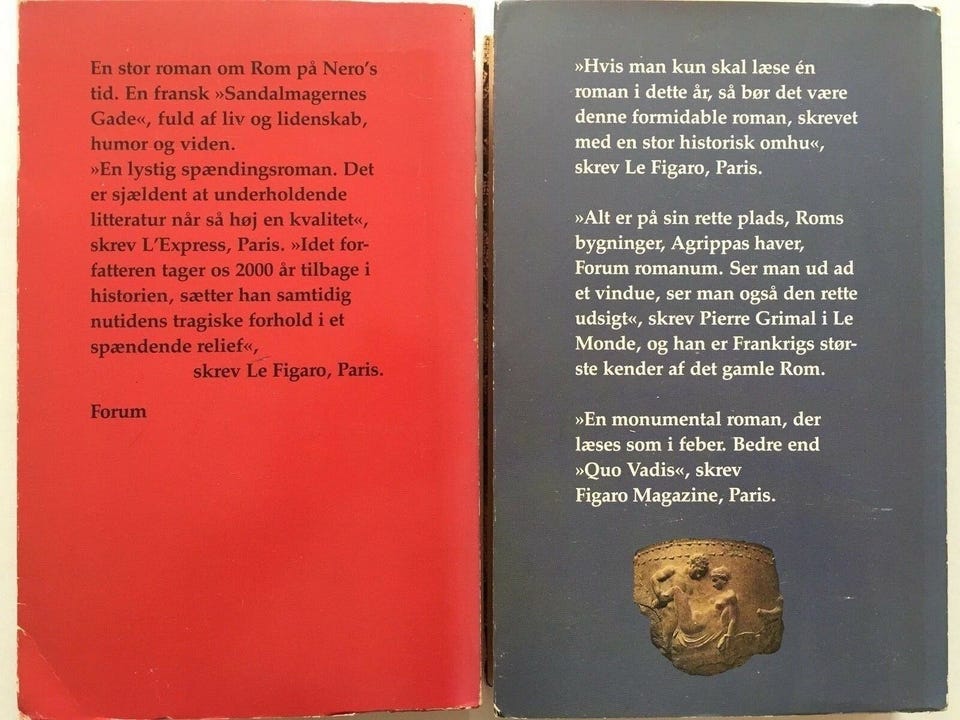 En stor roman om Rom på Nero's
tid. En fransk »Sandalmagernes
Gade«, fuld af liv og lidenskab,
humor og viden.
»En lystig spændingsroman. Det
er sjældent at underholdende
litteratur når så høj en kvalitet«,
skrev L'Express, Paris. »Idet for-
fatteren tager os 2000 år tilbage i
historien, sætter han samtidig
nutidens tragiske forhold i et
spændende relief«,
skrev Le Figaro, Paris.
Forum
»Hvis man kun skal læse én
roman i dette år, så bør det være
denne formidable roman, skrevet
med en stor historisk omhu«,
skrev Le Figaro, Paris.
»Alt er på sin rette plads, Roms
bygninger, Agrippas haver,
Forum romanum. Ser man ud ad
et vindue, ser man også den rette
udsigt«, skrev Pierre Grimal i Le
Monde, og han er Frankrigs stør-
ste kender af det gamle Rom.
»En monumental roman, der
læses som i feber. Bedre end
»Quo Vadis«, skrev
Figaro Magazine, Paris.